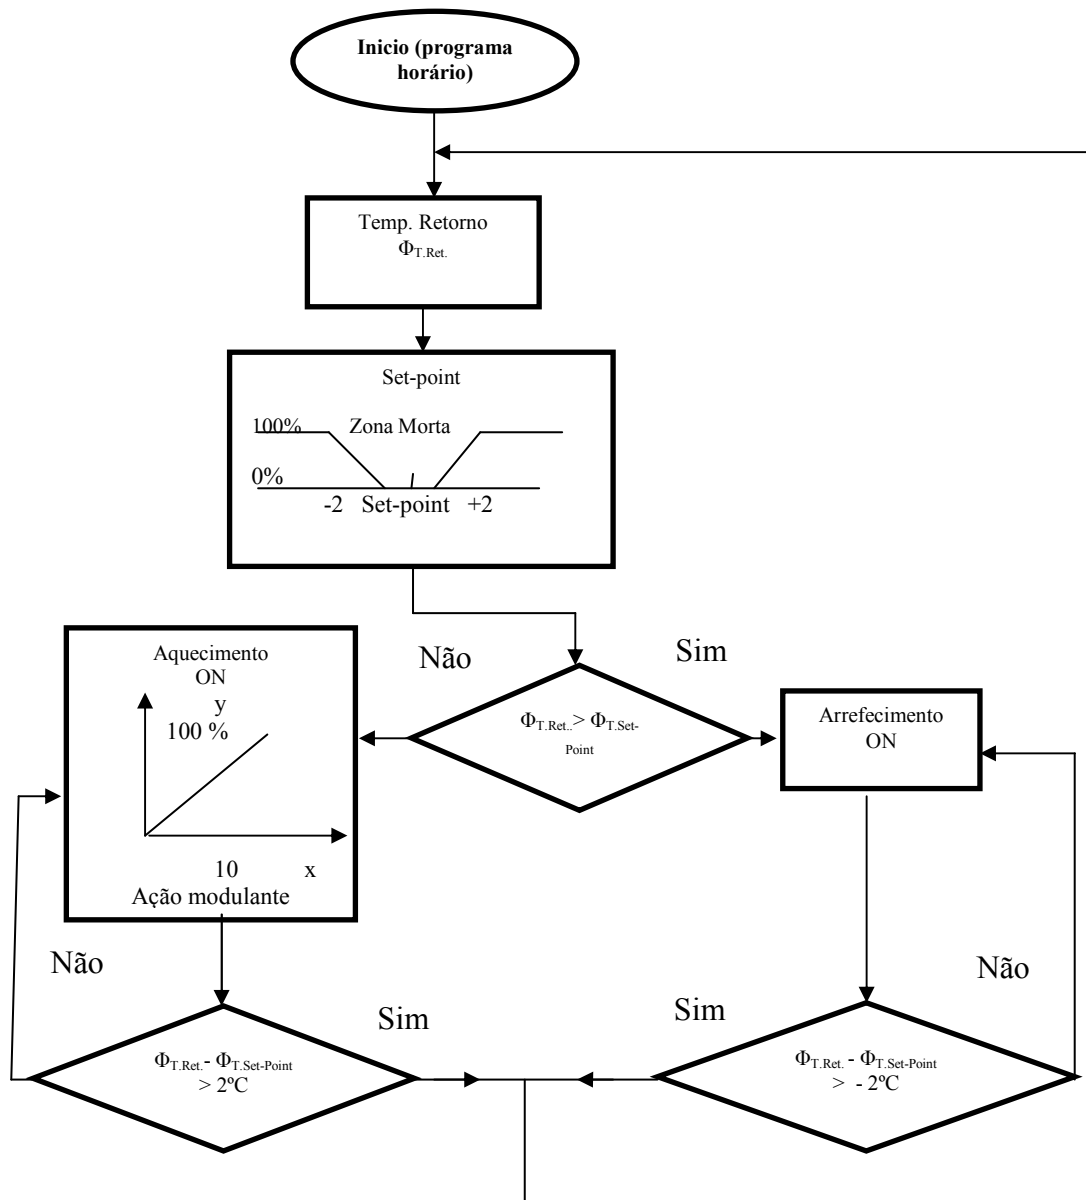 Inicio (programa
horário)
Temp. Retorno
ΦT.Ret.
Set-point
100% Zona Morta
0%
-2 Set-point +2
Não Sim
Aquecimento
ON
y
100 %
10 x
Ação modulante
ΦT.Ret..> ΦT.Set-
Point
Arrefecimento
ON
Não
Sim
ΦT.Ret.- ΦT.Set-Point
> 2ºC
Sim
Não
ΦT.Ret. - ΦT.Set-Point
> - 2ºC